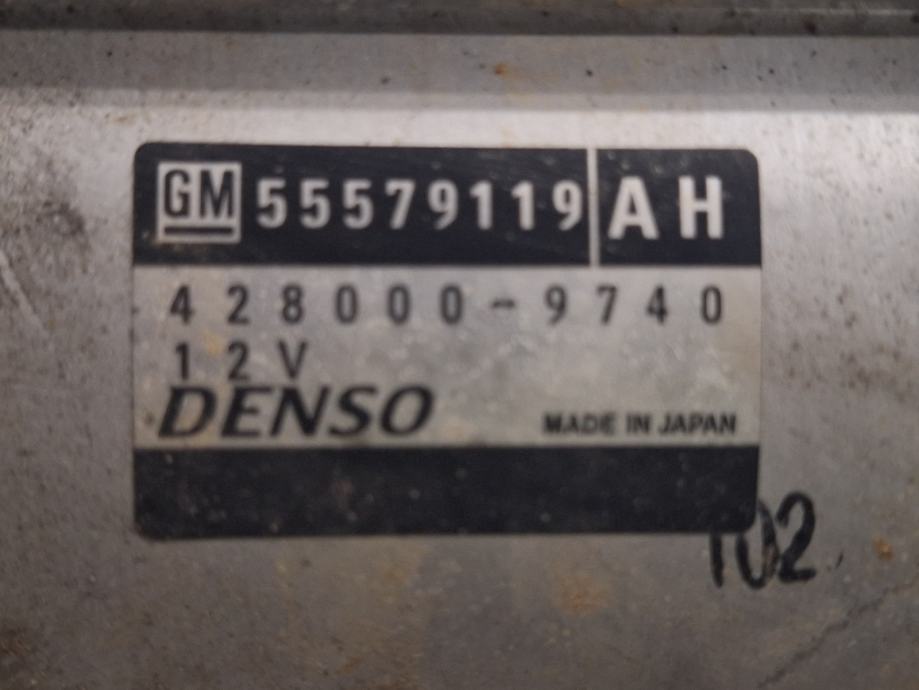 GM 55579119 AH
428000-9740
12V
DENSO MADE IN JAPAN
102